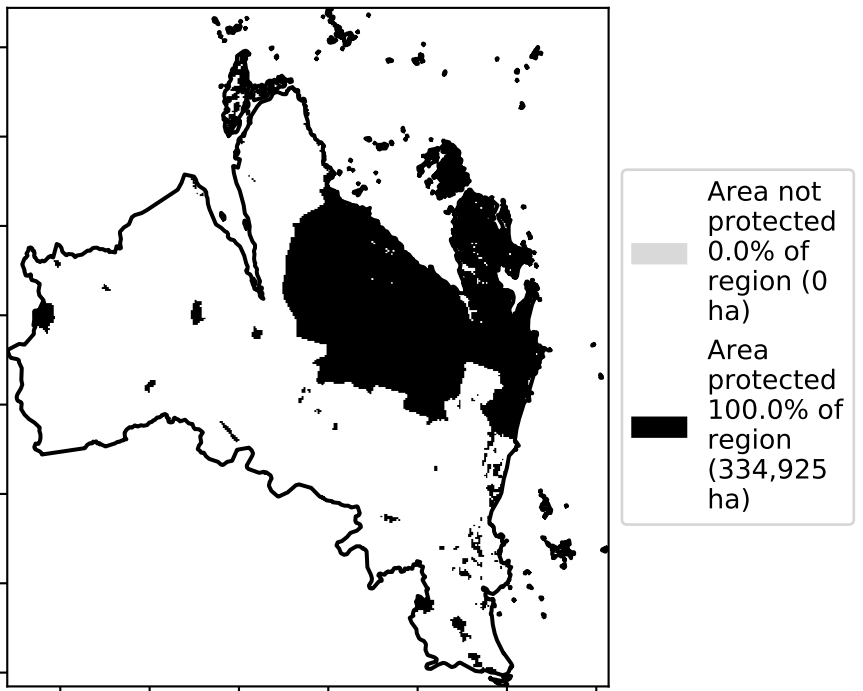 Area not
protected
0.0% of
region (0
ha)
Area
protected
100.0% of
region
(334,925
ha)